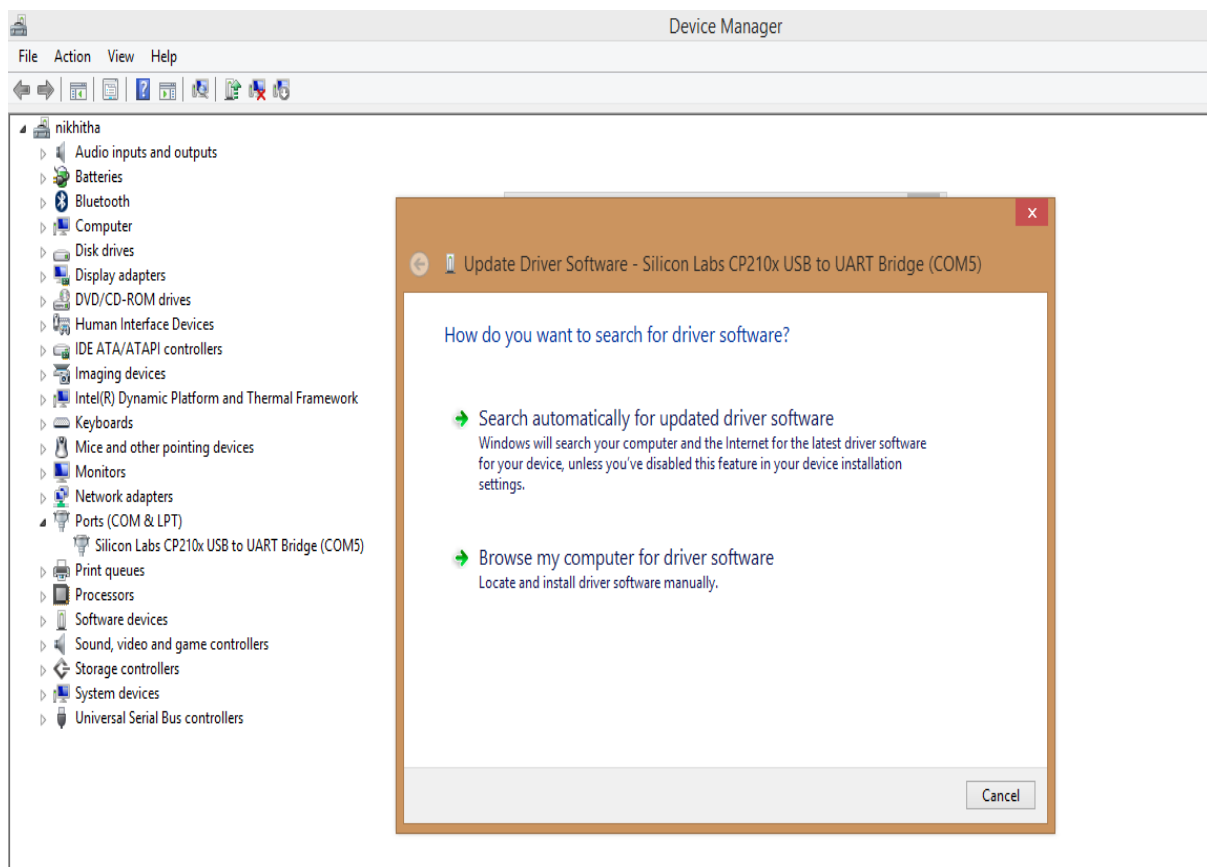 Device Manager
File Action View Help
nikhitha
Audio inputs and outputs
Batteries
Bluetooth
Computer
Disk drives
Display adapters
DVD/CD-ROM drives
Human Interface Devices
IDE ATA/ATAPI controllers
Imaging devices
Intel(R) Dynamic Platform and Thermal Framework
Keyboards
Mice and other pointing devices
Monitors
Network adapters
Ports (COM & LPT)
Silicon Labs CP210x USB to UART Bridge (COM5)
Print queues
Processors
Software devices
Sound, video and game controllers
Storage controllers
System devices
Universal Serial Bus controllers
Update Driver Software - Silicon Labs CP210x USB to UART Bridge (COM5)
How do you want to search for driver software?
Search automatically for updated driver software
Windows will search your computer and the Internet for the latest driver software
for your device, unless you've disabled this feature in your device installation
settings.
Browse my computer for driver software
Locate and install driver software manually.
Cancel